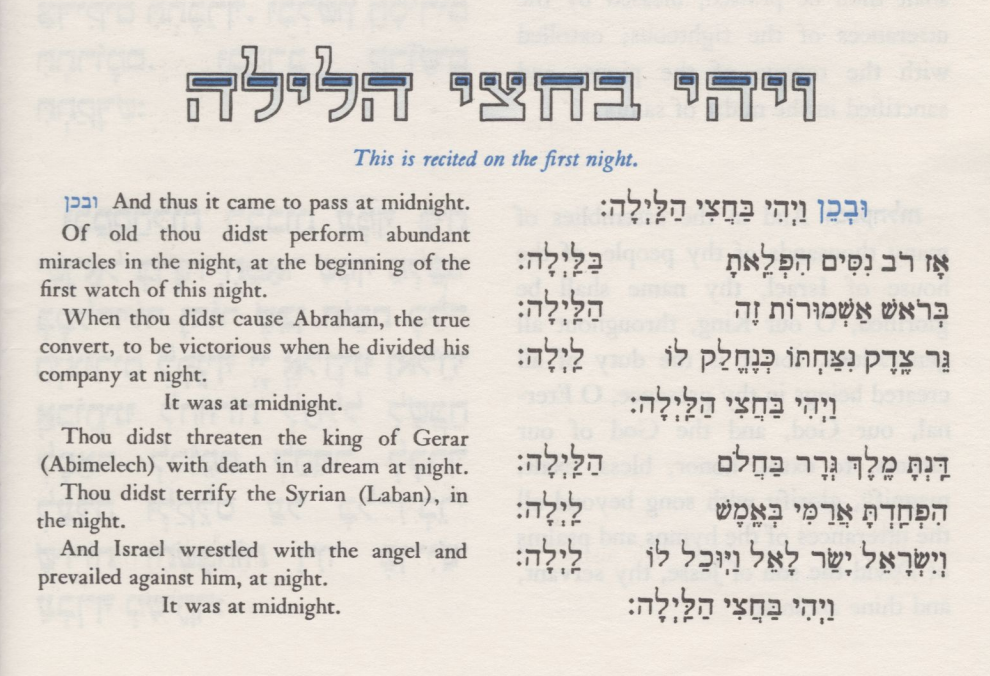 ויהי בחצי הלילה
This is recited on the first night.
ובכן And thus it came to pass at midnight.
Of old thou didst perform abundant
miracles in the night, at the beginning of the
first watch of this night.
When thou didst cause Abraham, the true
convert, to be victorious when he divided his
company at night.
It was at midnight.
Thou didst threaten the king of Gerar
(Abimelech) with death in a dream at night.
Thou didst terrify the Syrian (Laban), in
the night.
And Israel wrestled with the angel and
prevailed against him, at night.
It was at midnight.
וּבְכֵן וַיְהִי בַּחֲצִי הַלַּיְלָה:
אָז רֹב נִסִּים הִפְלֵאתָ בַּלַּיְלָה:
בְּרֹאשׁ אַשְׁמוּרוֹת זֶה הַלַּיְלָה:
גֵּר צֶדֶק נִצַּחְתּוֹ כְּנֶחֱלַק לוֹ לַיְלָה:
וַיְהִי בַּחֲצִי הַלַּיְלָה:
דַּנְתָּ מֶלֶךְ גְּרָר בַּחֲלֹם הַלַּיְלָה:
הִפְחַדְתָּ אֲרַמִּי בְּאֶמֶשׁ לַיְלָה:
וְיִשְׂרָאֵל יָשַׂר לָאֵל וַיּוּכַל לוֹ לַיְלָה:
וַיְהִי בַּחֲצִי הַלַּיְלָה: